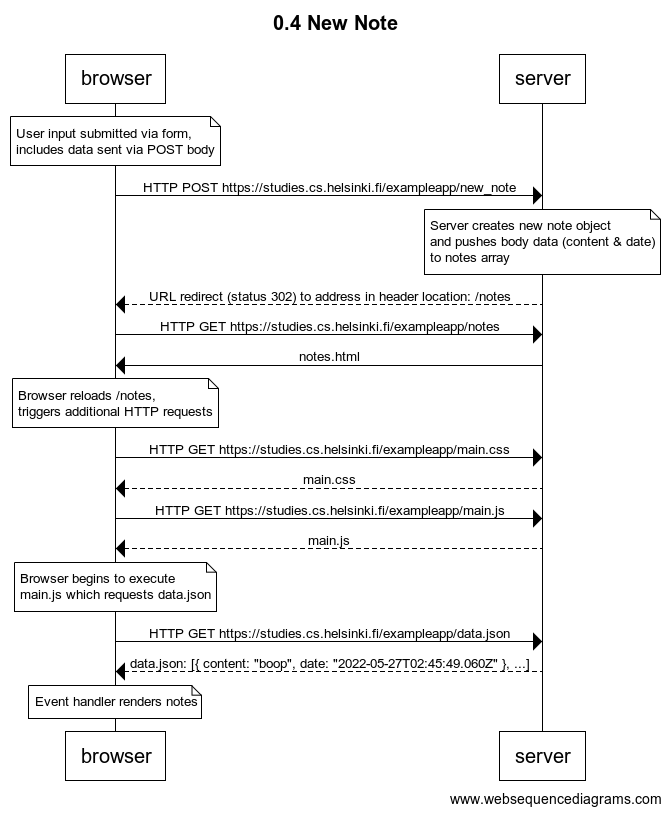 0.4 New Note
browser
server
User input submitted via form,
includes data sent via POST body
HTTP POST https://studies.cs.helsinki.fi/exampleapp/new_note
Server creates new note object
and pushes body data (content & date)
to notes array
URL redirect (status 302) to address in header location: /notes
HTTP GET https://studies.cs.helsinki.fi/exampleapp/notes
notes.html
Browser reloads /notes,
triggers additional HTTP requests
HTTP GET https://studies.cs.helsinki.fi/exampleapp/main.css
main.css
HTTP GET https://studies.cs.helsinki.fi/exampleapp/main.js
main.js
Browser begins to execute
main.js which requests data.json
HTTP GET https://studies.cs.helsinki.fi/exampleapp/data.json
data.json: [{ content: "boop", date: "2022-05-27T02:45:49.060Z" }, ...]
Event handler renders notes
browser
server
www.websequencediagrams.com